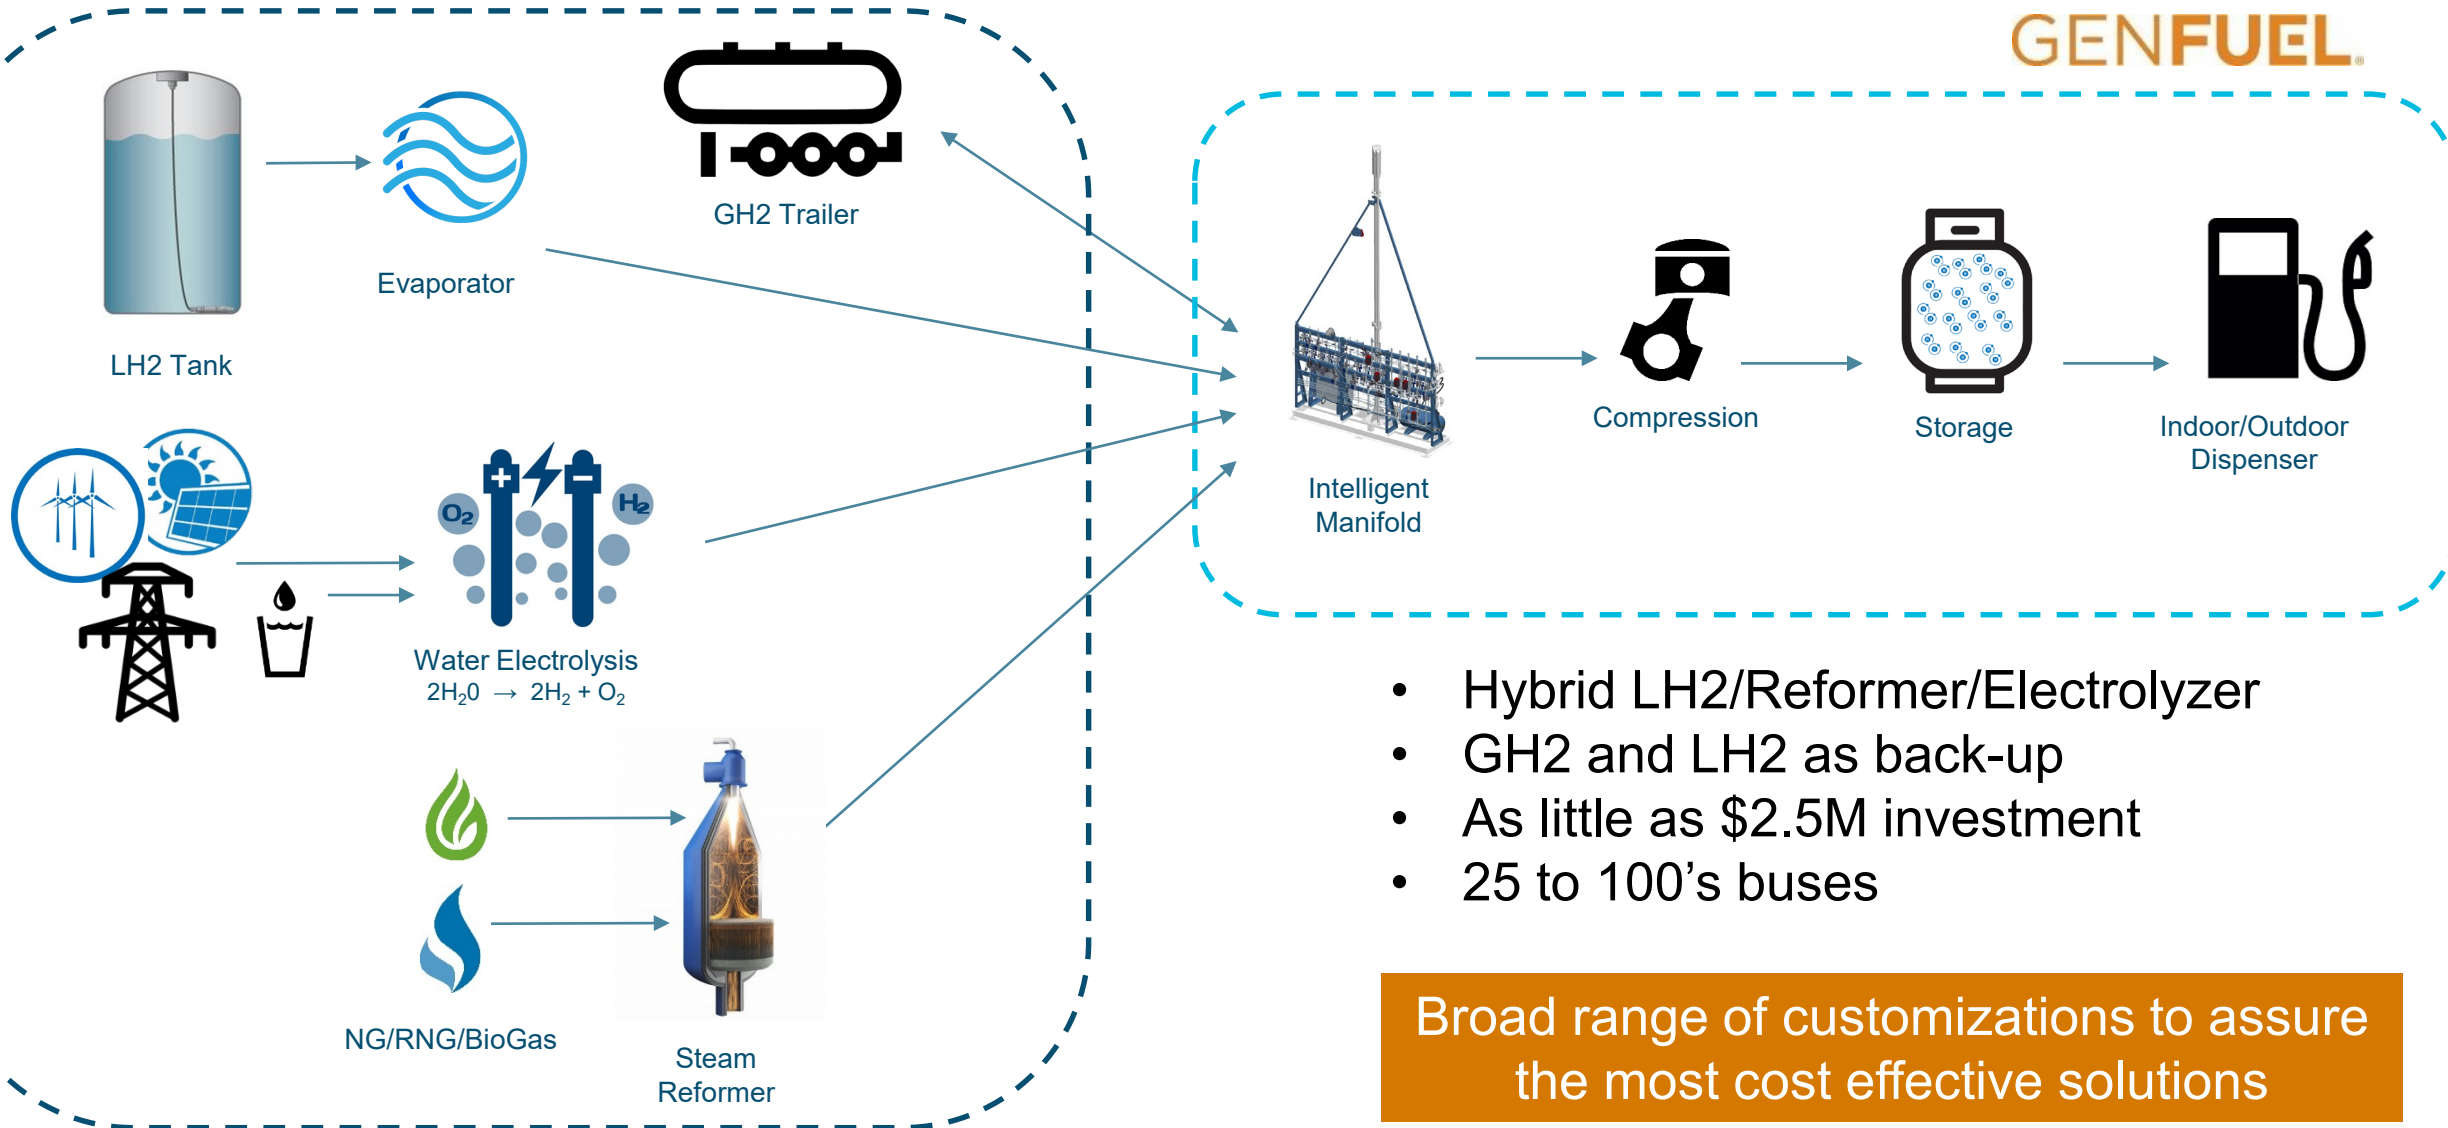 GENFUEL®
GH2 Trailer
Evaporator
LH2 Tank
Intelligent
Manifold
Compression
Storage
Indoor/Outdoor
Dispenser
+
−
O₂
H₂
Water Electrolysis
2H₂0 → 2H₂ + O₂
NG/RNG/BioGas
Steam
Reformer
• Hybrid LH2/Reformer/Electrolyzer
• GH2 and LH2 as back-up
• As little as $2.5M investment
• 25 to 100’s buses
Broad range of customizations to assure
the most cost effective solutions